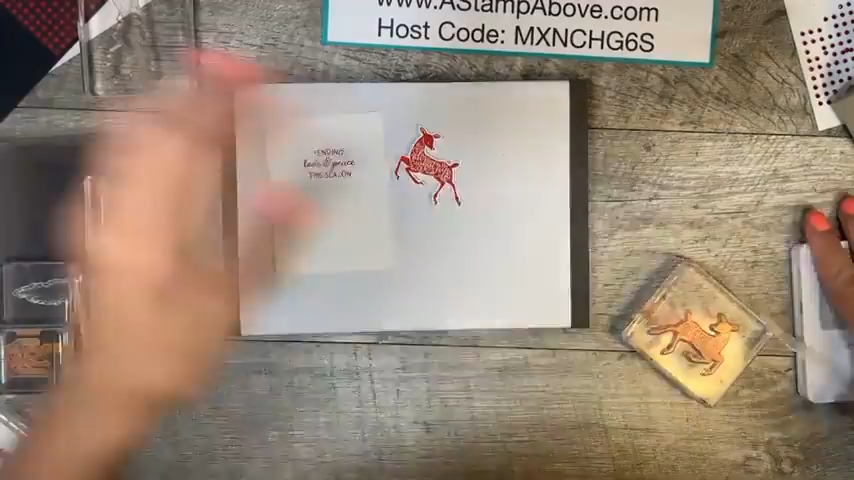 www.AStampAbove.com
Host Code: MXNCHG6S
SENDING
love & peace
THIS SEASON